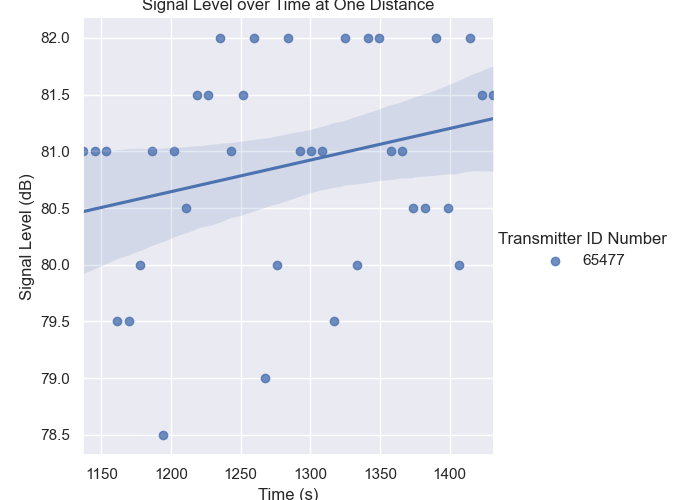 Signal Level over Time at One Distance
82.0
81.5
81.0
80.5
80.0
79.5
79.0
78.5
Signal Level (dB)
1150 1200 1250 1300 1350 1400
Time (s)
Transmitter ID Number
65477